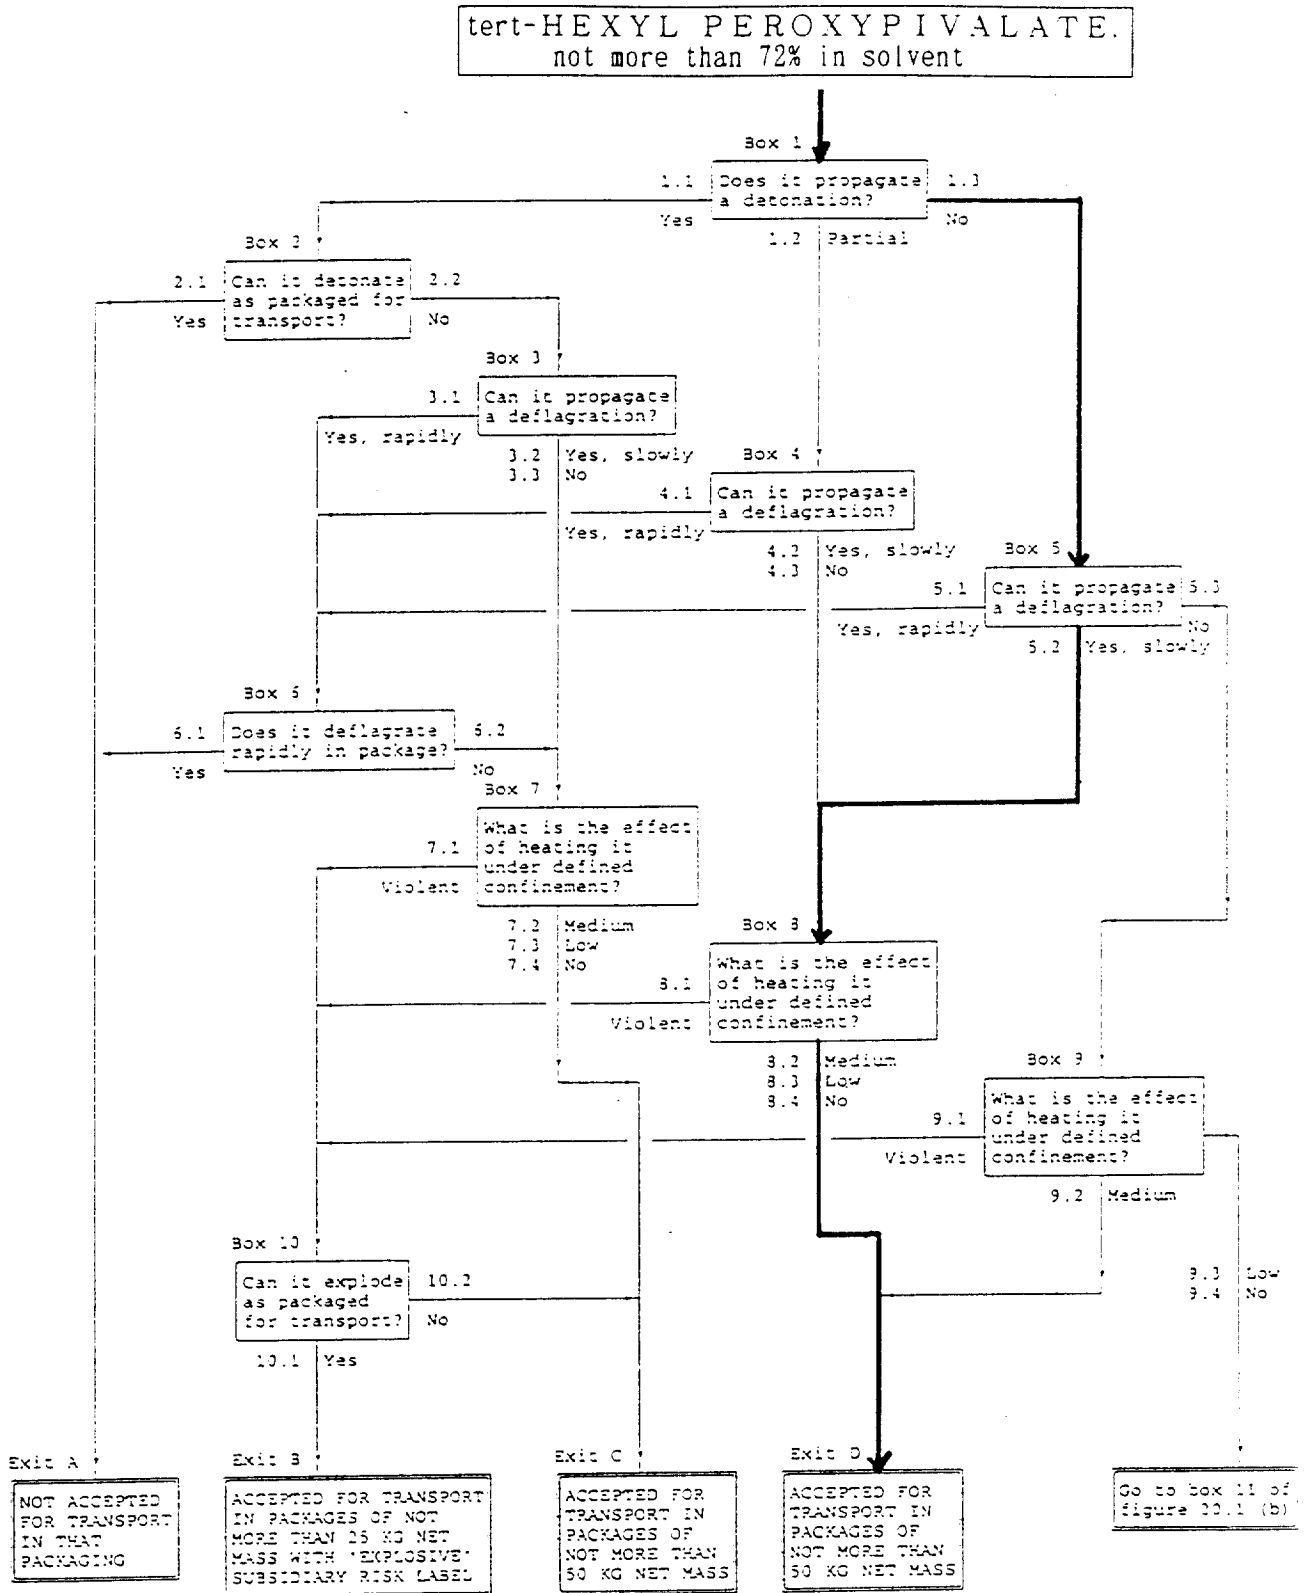 tert-HEXYL PEROXYPIVALATE.
not more than 72% in solvent
Box 1
1.1
Does it propagate
a detonation?
1.3
Yes
No
1.2 Partial
Box 2
2.1
Can it detonate
as packaged for
transport?
2.2
Yes
No
Box 3
3.1
Can it propagate
a deflagration?
Yes, rapidly
3.2 Yes, slowly
3.3 No
Box 4
4.1
Can it propagate
a deflagration?
Yes, rapidly
4.2 Yes, slowly
4.3 No
Box 5
5.1
Can it propagate
a deflagration?
5.3
Yes, rapidly
No
5.2 Yes, slowly
Box 6
6.1
Does it deflagrate
rapidly in package?
6.2
Yes
No
Box 7
7.1
What is the effect
of heating it
under defined
confinement?
Violent
7.2 Medium
7.3 Low
7.4 No
Box 8
8.1
What is the effect
of heating it
under defined
confinement?
Violent
8.2 Medium
8.3 Low
8.4 No
Box 9
9.1
What is the effect
of heating it
under defined
confinement?
Violent
9.2 Medium
9.3 Low
9.4 No
Box 10
Can it explode
as packaged
for transport?
10.2
No
10.1 Yes
Exit A
NOT ACCEPTED
FOR TRANSPORT
IN THAT
PACKAGING
Exit B
ACCEPTED FOR TRANSPORT
IN PACKAGES OF NOT
MORE THAN 25 KG NET
MASS WITH "EXPLOSIVE"
SUBSIDIARY RISK LABEL
Exit C
ACCEPTED FOR
TRANSPORT IN
PACKAGES OF
NOT MORE THAN
50 KG NET MASS
Exit D
ACCEPTED FOR
TRANSPORT IN
PACKAGES OF
NOT MORE THAN
50 KG NET MASS
Go to box 11 of
figure 20.1 (b)